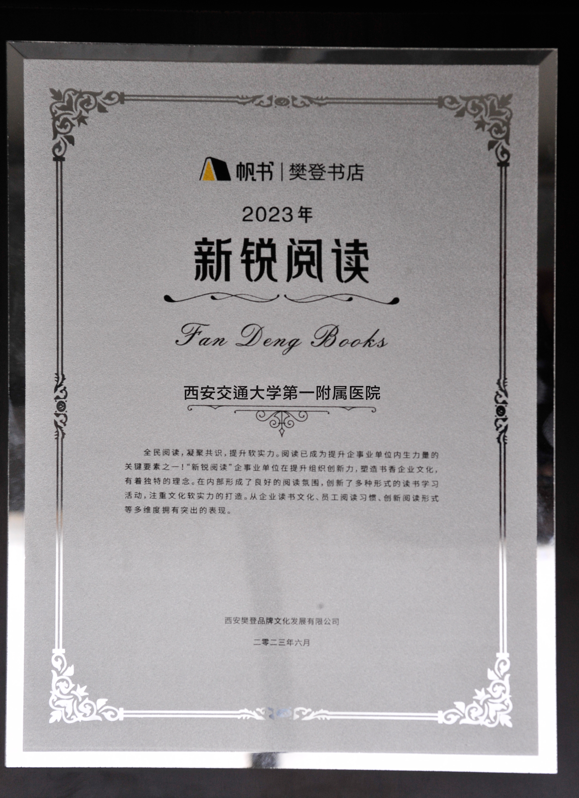 帆书|樊登书店
2023年
新锐阅读
Fan Deng Books
西安交通大学第一附属医院
全民阅读，凝聚共识，提升软实力。阅读已成为提升企事业单位内生力量的
关键要素之一！“新锐阅读”企事业单位在提升组织创新力，塑造书香企业文化，
有着独特的理念。在内部形成了良好的阅读氛围，创新了多种形式的读书学习
活动，注重文化软实力的打造。从企业读书文化、员工阅读习惯、创新阅读形式
等多维度拥有突出的表现。
西安樊登品牌文化发展有限公司
二零二三年六月